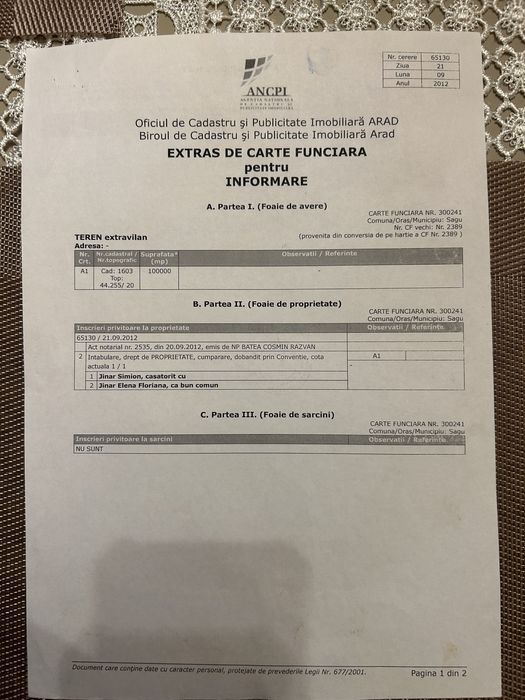 Nr. cerere 65130
Ziua 21
Luna 09
Anul 2012
ANCPI
AGENTIA NATIONALA
DE CADASTRU SI
PUBLICITATE IMOBILIARA
Oficiul de Cadastru şi Publicitate Imobiliară ARAD
Biroul de Cadastru şi Publicitate Imobiliară Arad
EXTRAS DE CARTE FUNCIARA
pentru
INFORMARE
A. Partea I. (Foaie de avere)
CARTE FUNCIARA NR. 300241
Comuna/Oras/Municipiu: Sagu
Nr. CF vechi: Nr. 2389
TEREN extravilan
(provenita din conversia de pe hartie a CF Nr. 2389 )
Adresa: -
Nr. Crt. Nr.cadastral / Nr.topografic Suprafata* (mp) Observatii / Referinte
A1 Cad: 1603 100000 -
Top:
44.255/ 20
B. Partea II. (Foaie de proprietate)
CARTE FUNCIARA NR. 300241
Comuna/Oras/Municipiu: Sagu
Inscrieri privitoare la proprietate Observatii / Referinte
65130 / 21.09.2012
Act notarial nr. 2535, din 20.09.2012, emis de NP BATEA COSMIN RAZVAN
2 Intabulare, drept de PROPRIETATE, cumparare, dobandit prin Conventie, cota A1
actuala 1 / 1 -
1 Jinar Simion, casatorit cu
2 Jinar Elena Floriana, ca bun comun
C. Partea III. (Foaie de sarcini)
CARTE FUNCIARA NR. 300241
Comuna/Oras/Municipiu: Sagu
Inscrieri privitoare la sarcini Observatii / Referinte
NU SUNT
Document care conţine date cu caracter personal, protejate de prevederile Legii Nr. 677/2001.
Pagina 1 din 2